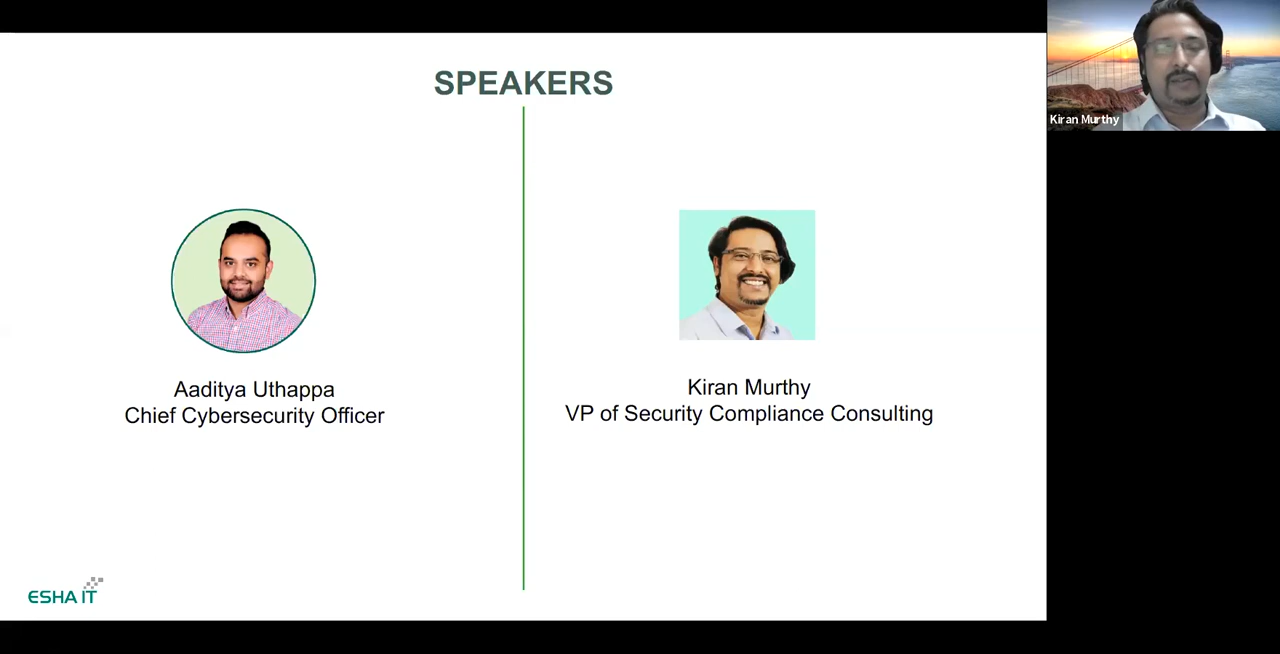 SPEAKERS
Aaditya Uthappa
Chief Cybersecurity Officer
Kiran Murthy
VP of Security Compliance Consulting
ESHA IT
Kiran Murthy